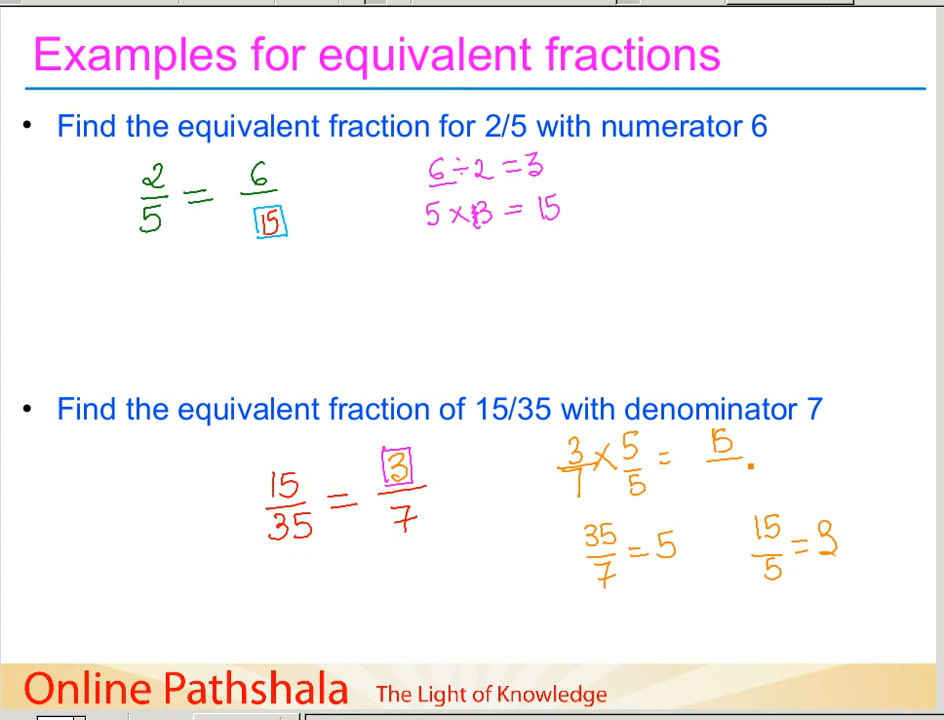 Examples for equivalent fractions
• Find the equivalent fraction for 2/5 with numerator 6
2/5 = 6/15
6 ÷ 2 = 3
5 × 3 = 15
• Find the equivalent fraction of 15/35 with denominator 7
15/35 = 3/7
3/7 × 5/5 = 15/
35/7 = 5
15/5 = 3
Online Pathshala The Light of Knowledge